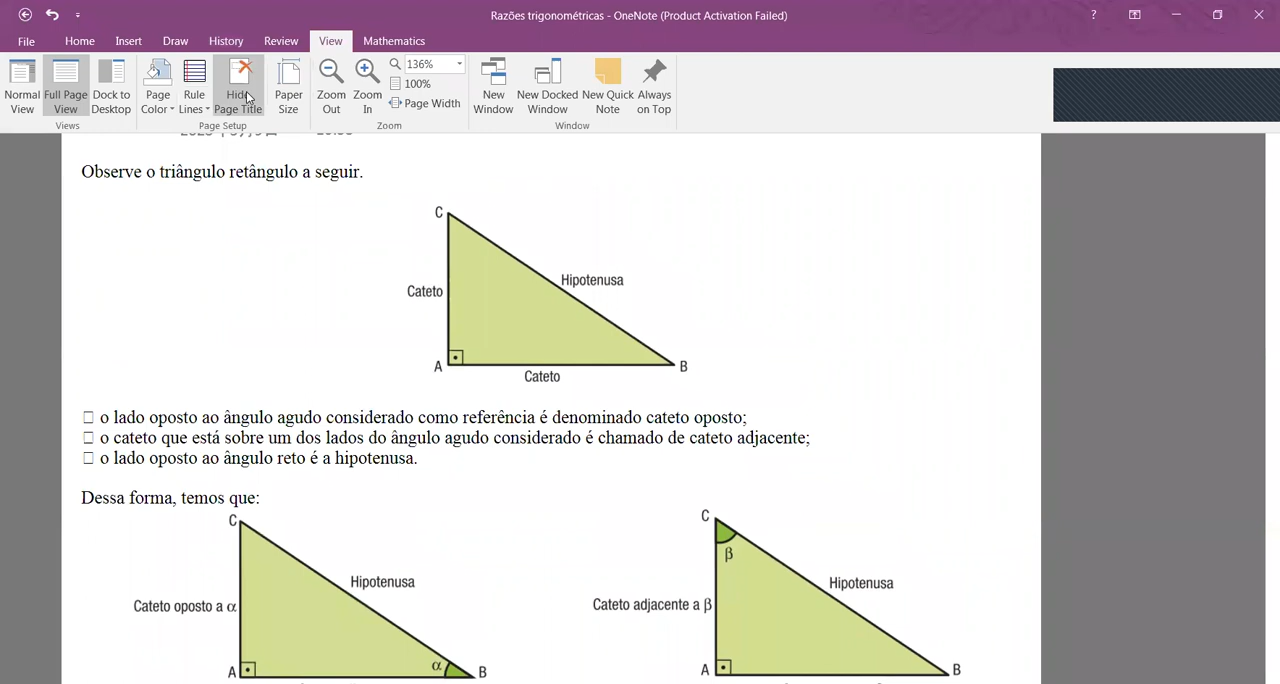 Razões trigonométricas - OneNote (Product Activation Failed)
?
File Home Insert Draw History Review View Mathematics
Normal View
Full Page View
Dock to Desktop
Page Color
Rule Lines
Hide Page Title
Paper Size
Zoom Out
Zoom In
136%
100%
Page Width
New Window
New Docked Window
New Quick Note
Always on Top
Views
Page Setup
Zoom
Window
Observe o triângulo retângulo a seguir.
C
Hipotenusa
Cateto
A
B
Cateto
□ o lado oposto ao ângulo agudo considerado como referência é denominado cateto oposto;
□ o cateto que está sobre um dos lados do ângulo agudo considerado é chamado de cateto adjacente;
□ o lado oposto ao ângulo reto é a hipotenusa.
Dessa forma, temos que:
C
Hipotenusa
Cateto oposto a α
A
α
B
C
β
Hipotenusa
Cateto adjacente a β
A
B